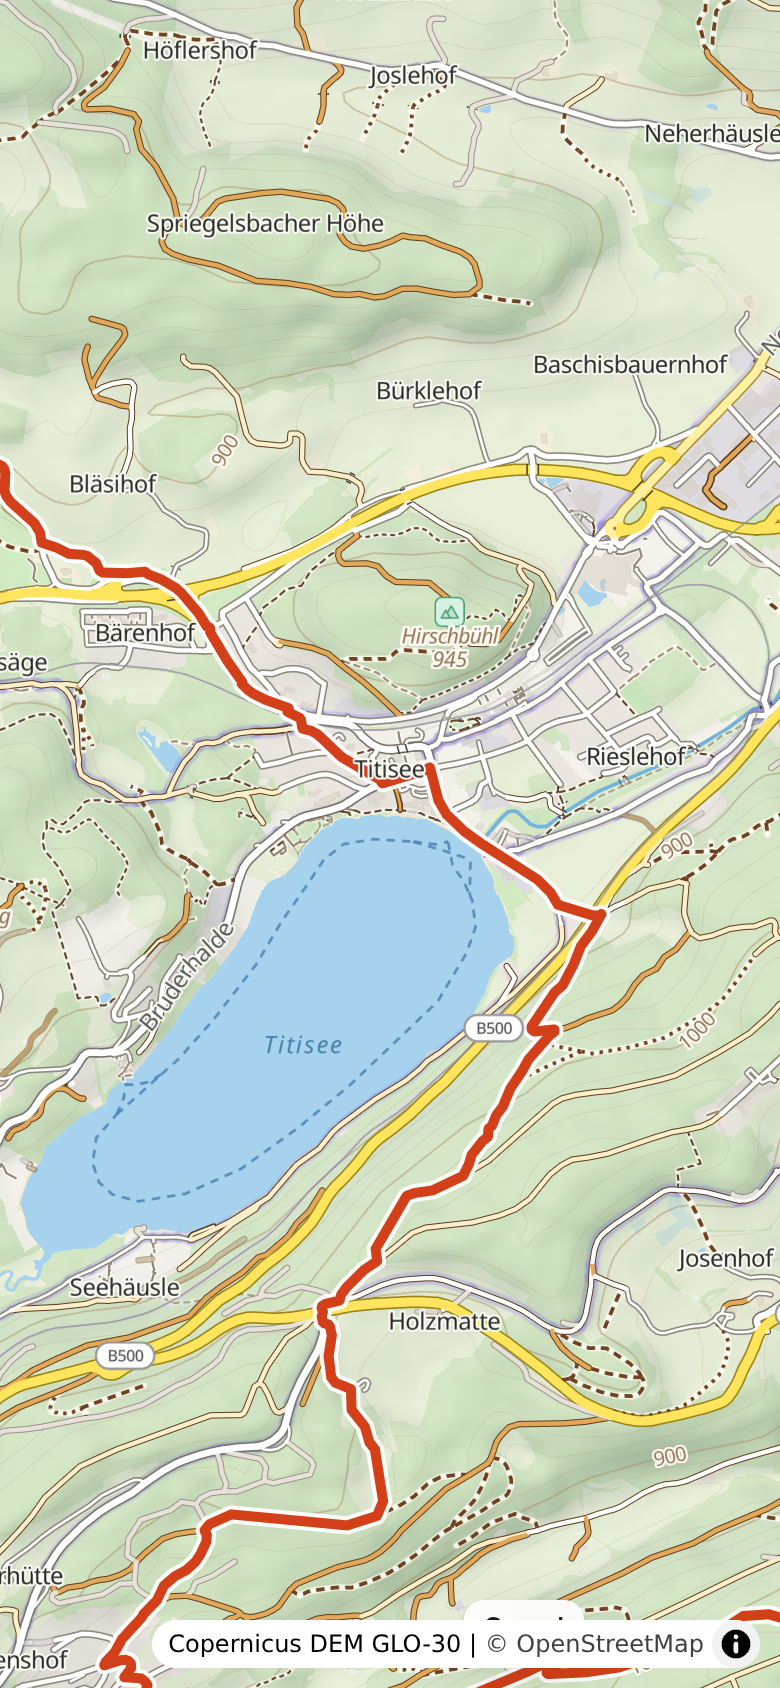 Höflershof
Joslehof
Neherhäusle
Spriegelsbacher Höhe
Baschisbauernhof
Bürklehof
900
Bläsihof
Hirschbühl
945
Bärenhof
säge
Rieslehof
Titisee
900
g
Bruderhalde
B500
1000
Titisee
Josenhof
Seehäusle
Holzmatte
B500
900
rhütte
enshof
Copernicus DEM GLO-30 | © OpenStreetMap